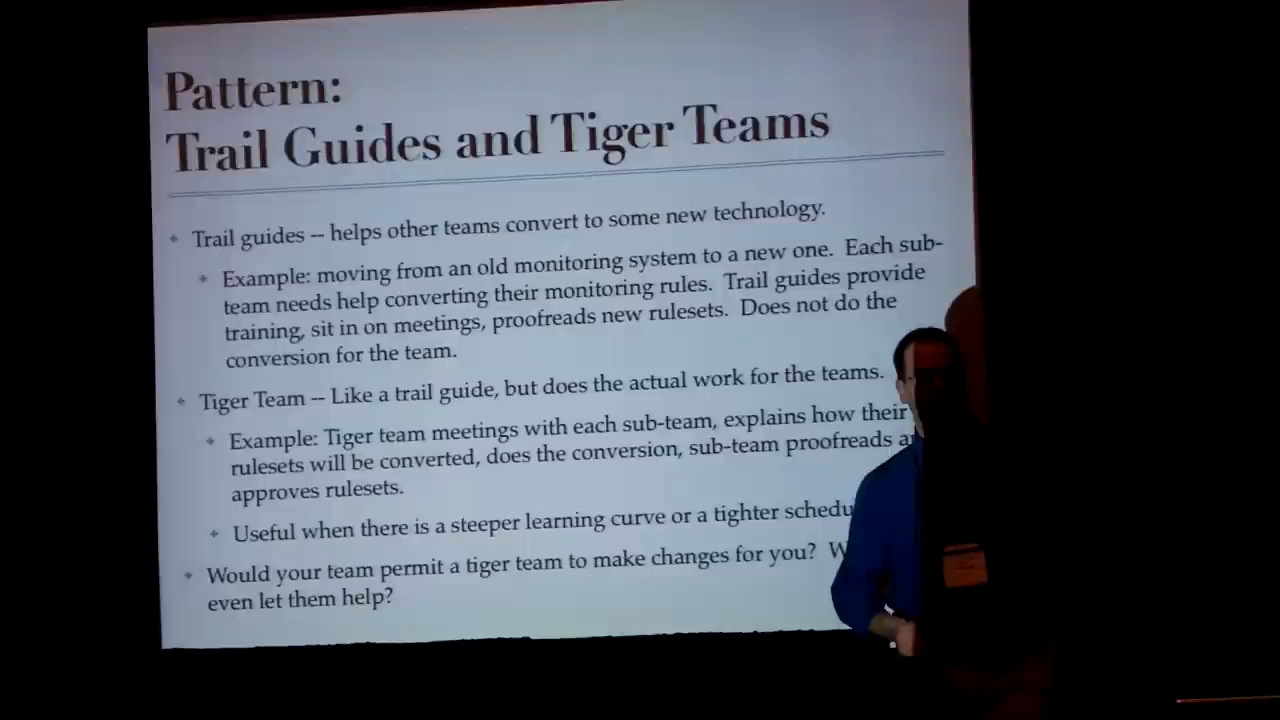 Pattern:
Trail Guides and Tiger Teams
Trail guides -- helps other teams convert to some new technology.
Example: moving from an old monitoring system to a new one. Each sub-
team needs help converting their monitoring rules. Trail guides provide
training, sit in on meetings, proofreads new rulesets. Does not do the
conversion for the team.
Tiger Team -- Like a trail guide, but does the actual work for the teams.
Example: Tiger team meetings with each sub-team, explains how their
rulesets will be converted, does the conversion, sub-team proofreads
approves rulesets.
Useful when there is a steeper learning curve or a tighter
Would your team permit a tiger team to make changes for you?
even let them help?